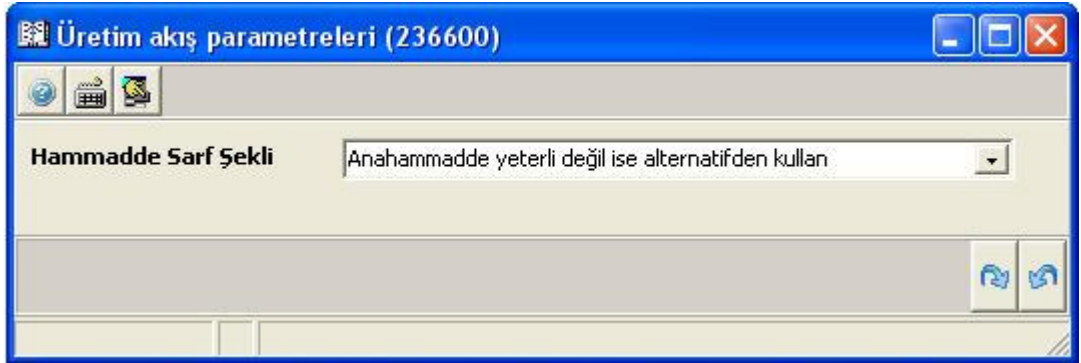 Üretim akış parametreleri (236600)
Hammadde Sarf Şekli
Anahammadde yeterli değil ise alternatifden kullan